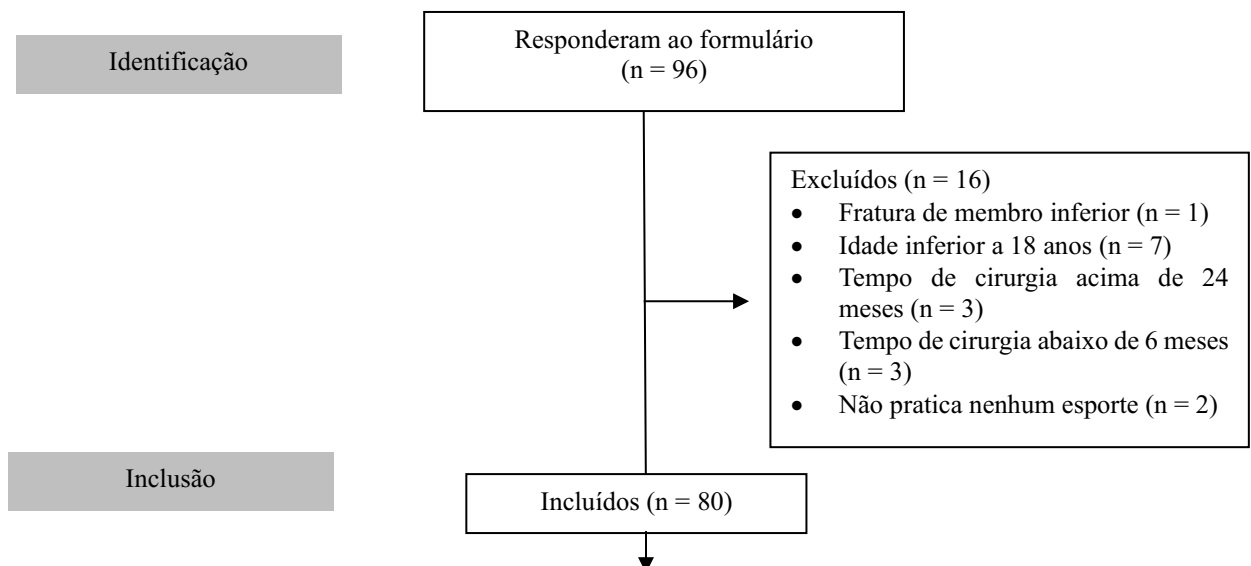 Identificação
Responderam ao formulário
(n = 96)
Excluídos (n = 16)
• Fratura de membro inferior (n = 1)
• Idade inferior a 18 anos (n = 7)
• Tempo de cirurgia acima de 24
meses (n = 3)
• Tempo de cirurgia abaixo de 6 meses
(n = 3)
• Não pratica nenhum esporte (n = 2)
Inclusão
Incluídos (n = 80)